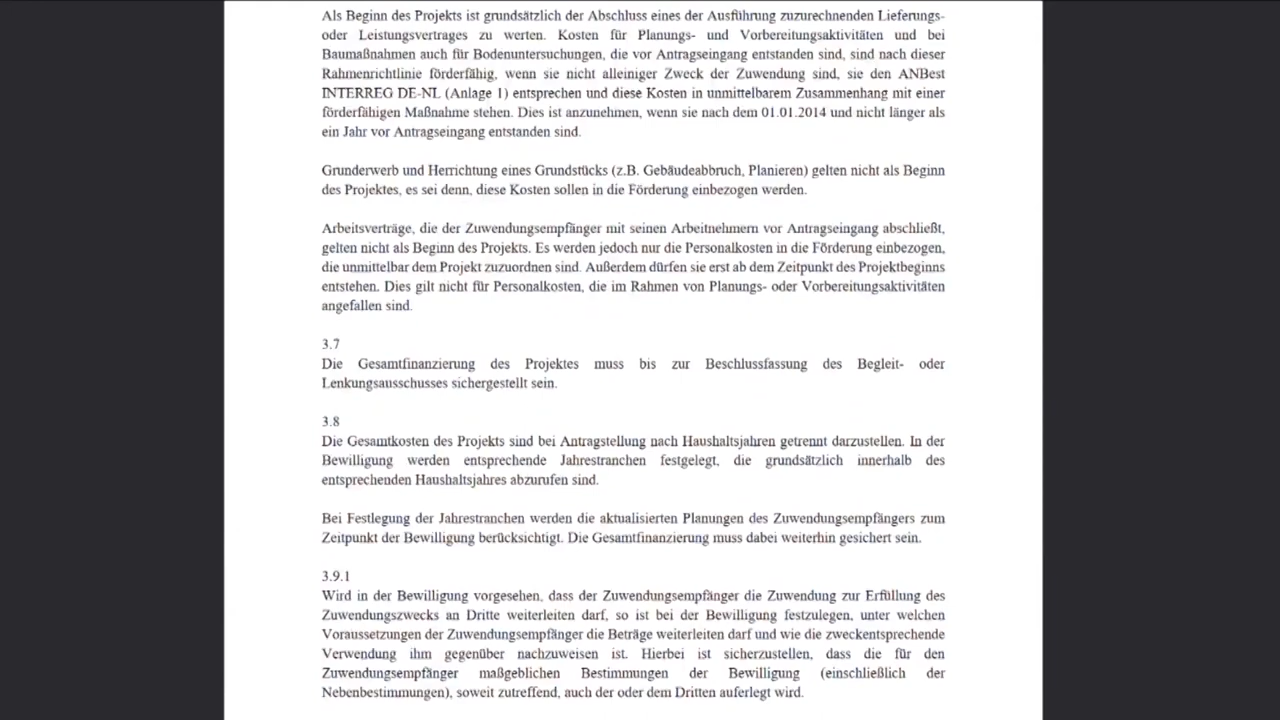 Als Beginn des Projekts ist grundsätzlich der Abschluss eines der Ausführung zuzurechnenden Lieferungs-
oder Leistungsvertrages zu werten. Kosten für Planungs- und Vorbereitungsaktivitäten und bei
Baumaßnahmen auch für Bodenuntersuchungen, die vor Antragseingang entstanden sind, sind nach dieser
Rahmenrichtlinie förderfähig, wenn sie nicht alleiniger Zweck der Zuwendung sind, sie den ANBest
INTERREG DE-NL (Anlage 1) entsprechen und diese Kosten in unmittelbarem Zusammenhang mit einer
förderfähigen Maßnahme stehen. Dies ist anzunehmen, wenn sie nach dem 01.01.2014 und nicht länger als
ein Jahr vor Antragseingang entstanden sind.
Grunderwerb und Herrichtung eines Grundstücks (z.B. Gebäudeabbruch, Planieren) gelten nicht als Beginn
des Projektes, es sei denn, diese Kosten sollen in die Förderung einbezogen werden.
Arbeitsverträge, die der Zuwendungsempfänger mit seinen Arbeitnehmern vor Antragseingang abschließt,
gelten nicht als Beginn des Projekts. Es werden jedoch nur die Personalkosten in die Förderung einbezogen,
die unmittelbar dem Projekt zuzuordnen sind. Außerdem dürfen sie erst ab dem Zeitpunkt des Projektbeginns
entstehen. Dies gilt nicht für Personalkosten, die im Rahmen von Planungs- oder Vorbereitungsaktivitäten
angefallen sind.
3.7
Die Gesamtfinanzierung des Projektes muss bis zur Beschlussfassung des Begleit- oder
Lenkungsausschusses sichergestellt sein.
3.8
Die Gesamtkosten des Projekts sind bei Antragstellung nach Haushaltsjahren getrennt darzustellen. In der
Bewilligung werden entsprechende Jahrestranchen festgelegt, die grundsätzlich innerhalb des
entsprechenden Haushaltsjahres abzurufen sind.
Bei Festlegung der Jahrestranchen werden die aktualisierten Planungen des Zuwendungsempfängers zum
Zeitpunkt der Bewilligung berücksichtigt. Die Gesamtfinanzierung muss dabei weiterhin gesichert sein.
3.9.1
Wird in der Bewilligung vorgesehen, dass der Zuwendungsempfänger die Zuwendung zur Erfüllung des
Zuwendungszwecks an Dritte weiterleiten darf, so ist bei der Bewilligung festzulegen, unter welchen
Voraussetzungen der Zuwendungsempfänger die Beträge weiterleiten darf und wie die zweckentsprechende
Verwendung ihm gegenüber nachzuweisen ist. Hierbei ist sicherzustellen, dass die für den
Zuwendungsempfänger maßgeblichen Bestimmungen der Bewilligung (einschließlich der
Nebenbestimmungen), soweit zutreffend, auch der oder dem Dritten auferlegt wird.